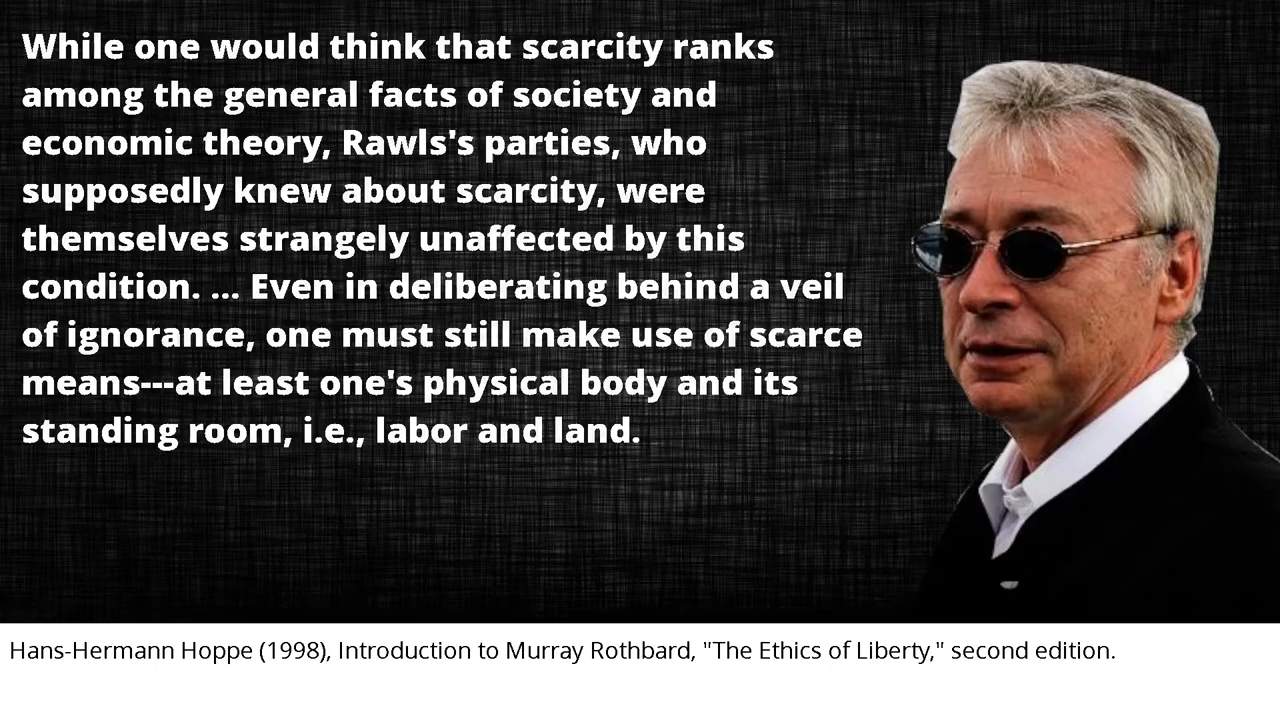 While one would think that scarcity ranks
among the general facts of society and
economic theory, Rawls's parties, who
supposedly knew about scarcity, were
themselves strangely unaffected by this
condition. ... Even in deliberating behind a veil
of ignorance, one must still make use of scarce
means---at least one's physical body and its
standing room, i.e., labor and land.
Hans-Hermann Hoppe (1998), Introduction to Murray Rothbard, "The Ethics of Liberty," second edition.